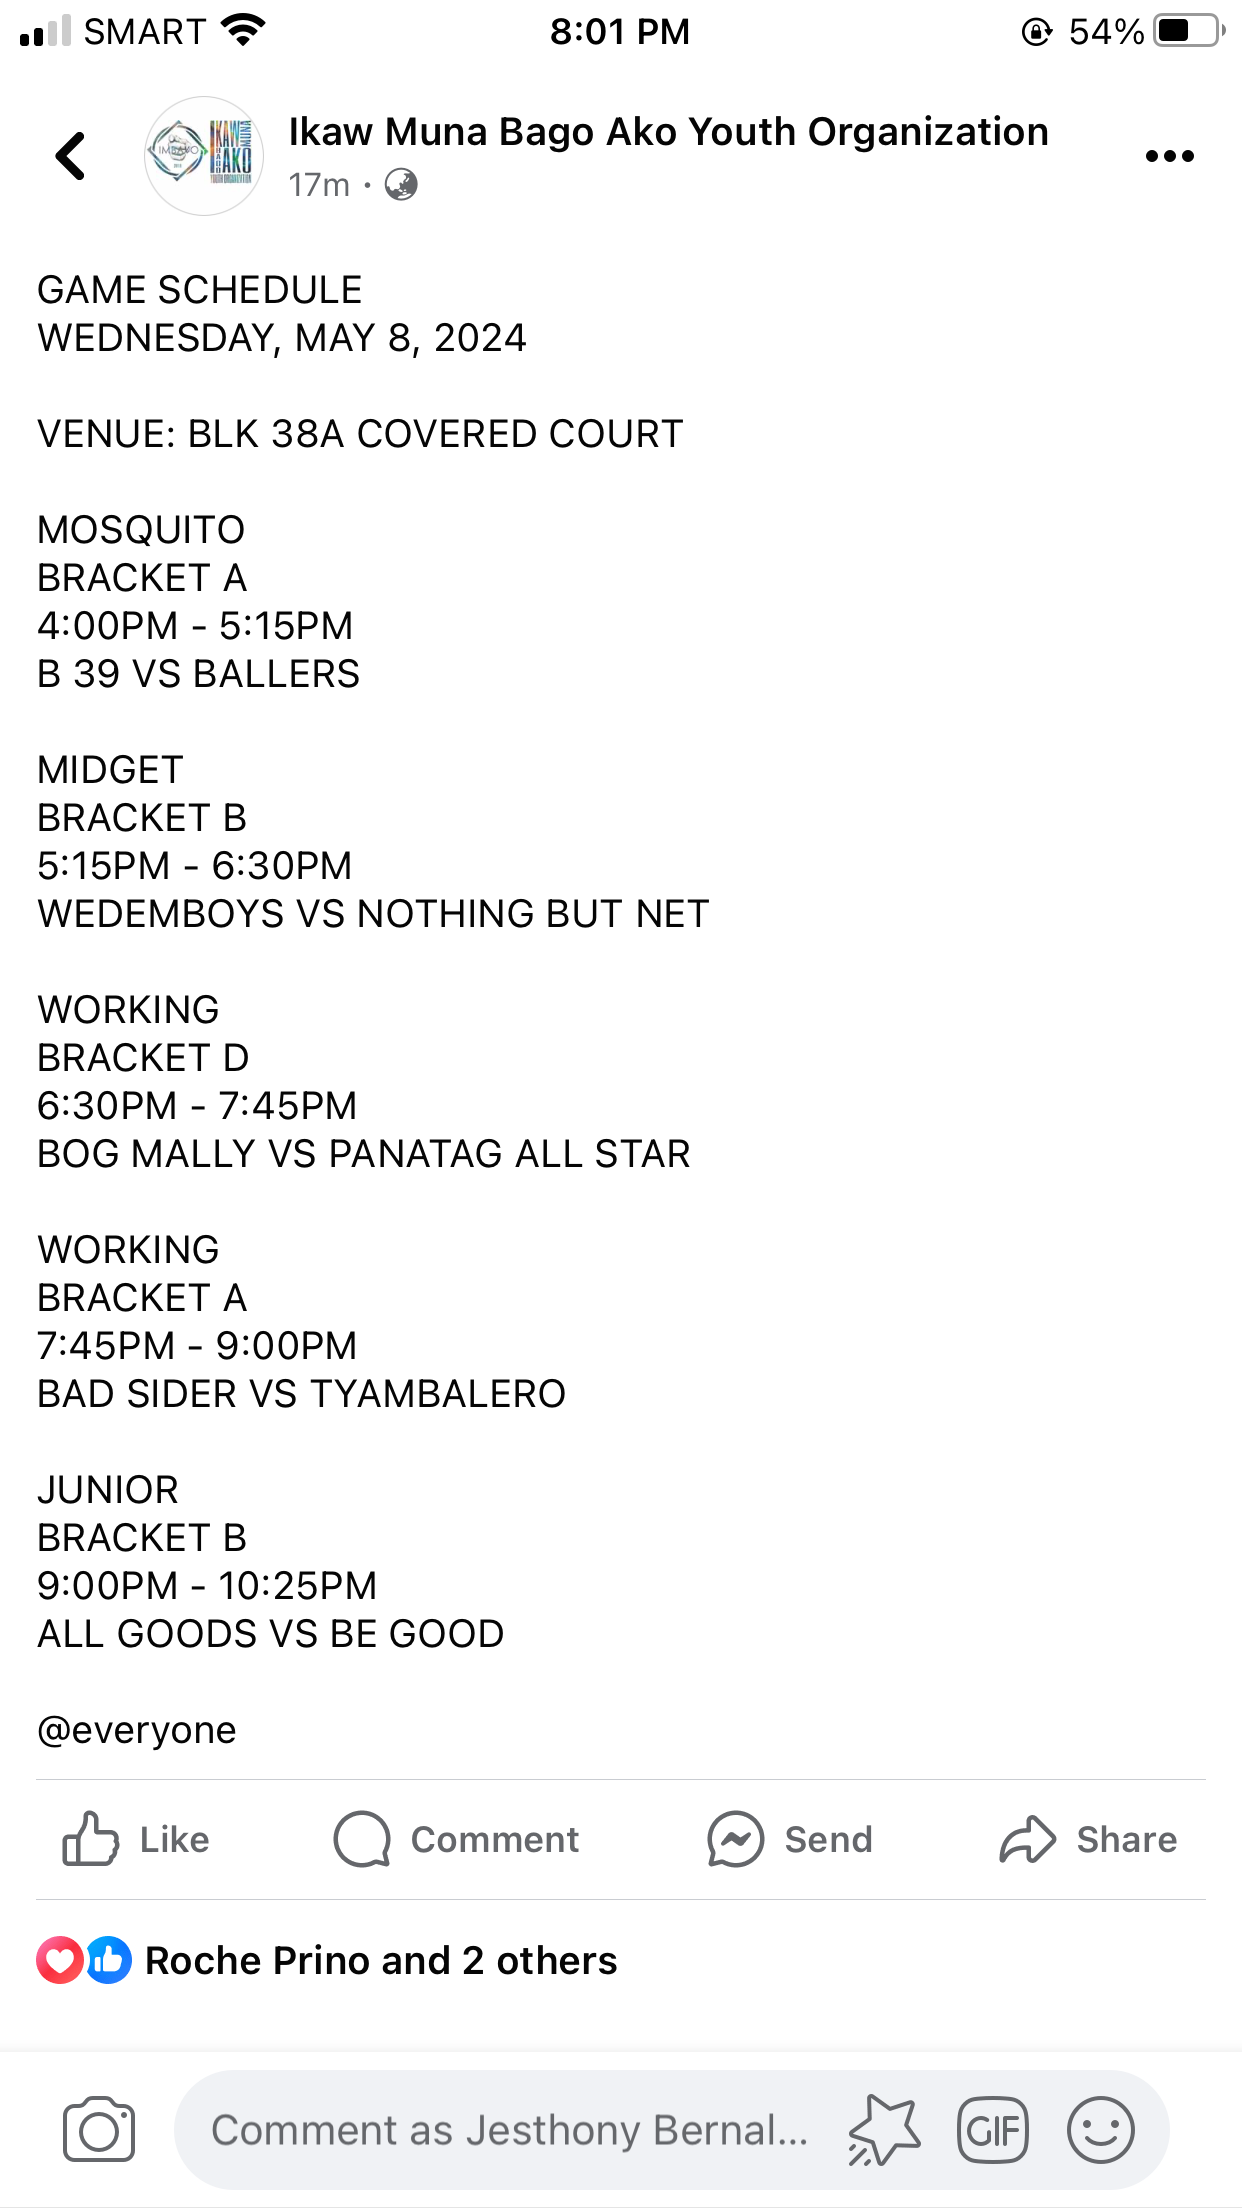 SMART 8:01 PM 54%
Ikaw Muna Bago Ako Youth Organization
17m ·
GAME SCHEDULE
WEDNESDAY, MAY 8, 2024
VENUE: BLK 38A COVERED COURT
MOSQUITO
BRACKET A
4:00PM - 5:15PM
B 39 VS BALLERS
MIDGET
BRACKET B
5:15PM - 6:30PM
WEDEMBOYS VS NOTHING BUT NET
WORKING
BRACKET D
6:30PM - 7:45PM
BOG MALLY VS PANATAG ALL STAR
WORKING
BRACKET A
7:45PM - 9:00PM
BAD SIDER VS TYAMBALERO
JUNIOR
BRACKET B
9:00PM - 10:25PM
ALL GOODS VS BE GOOD
@everyone
Like Comment Send Share
Roche Prino and 2 others
Comment as Jesthony Bernal... GIF